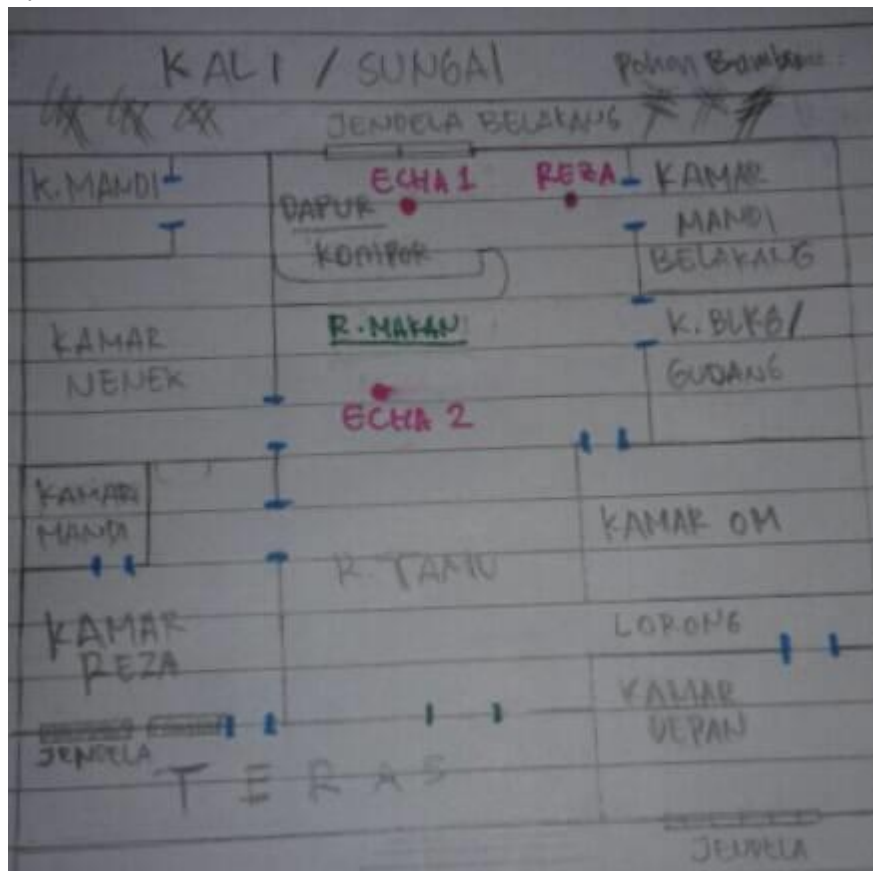 KALI / SUNGAI
Pohon Bambu
JENDELA BELAKANG
K.MANDI
ECHA 1
REZA
KAMAR
MANDI
BELAKANG
DAPUR
KOMPOR
R.MAKAN
KAMAR
NENEK
GUDANG
ECHA 2
KAMAR
MANDI
KAMAR OM
R. TAMU
KAMAR
REZA
LORONG
KAMAR
DEPAN
JENDELA
TERAS
JENDELA